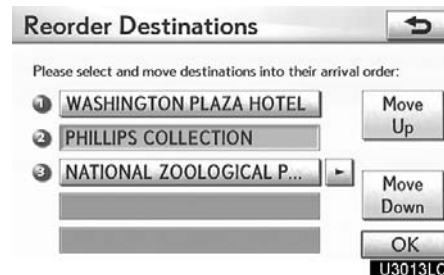 Reorder Destinations
Please select and move destinations into their arrival order:
1 WASHINGTON PLAZA HOTEL
2 PHILLIPS COLLECTION
3 NATIONAL ZOOLOGICAL P...
Move
Up
Move
Down
OK
U3013LC